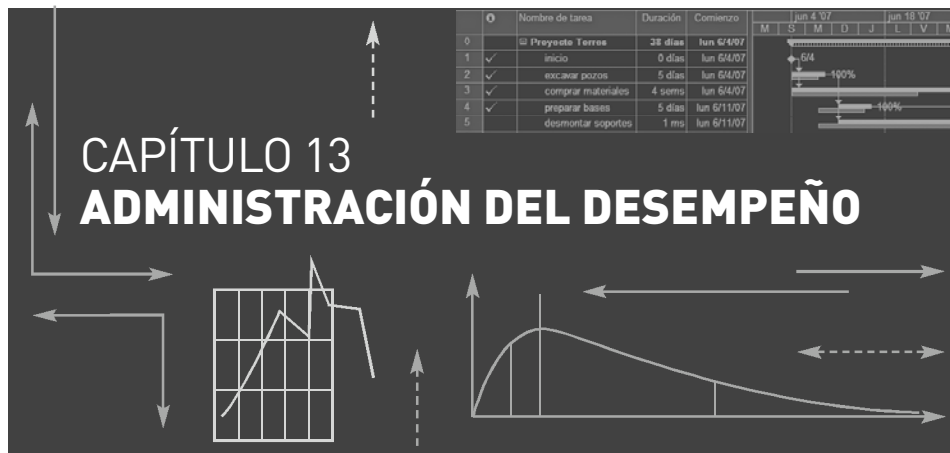 Nombre de tarea Duración Comienzo jun 4 '07 jun 18 '07
M S M D J L V M
0 Proyecto Torres 38 días lun 6/4/07
1 inicio 0 días lun 6/4/07 6/4
2 excavar pozos 5 días lun 6/4/07 100%
3 comprar materiales 4 sems lun 6/4/07
4 preparar bases 5 días lun 6/11/07 100%
5 desmontar soportes 1 ms lun 6/11/07
CAPÍTULO 13
ADMINISTRACIÓN DEL DESEMPEÑO